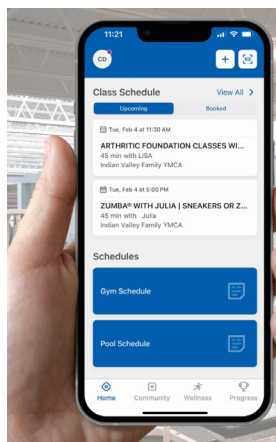 11:21
CD
+
Class Schedule
View All >
Upcoming
Booked
Tue, Feb 4 at 11:30 AM
ARTHRITIC FOUNDATION CLASSES WI...
45 min with LISA
Indian Valley Family YMCA
Tue, Feb 4 at 5:00 PM
ZUMBA® WITH JULIA | SNEAKERS OR Z...
45 min with Julia
Indian Valley Family YMCA
Schedules
Gym Schedule
Pool Schedule
Home
Community
Wellness
Progress